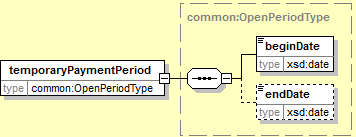 common:OpenPeriodType
beginDate
type xsd:date
temporaryPaymentPeriod
type common:OpenPeriodType
endDate
type xsd:date